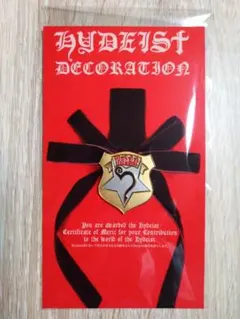 HYDEIST
DECORATION
You are awarded the Hydeist
Certificate of Merit for your Contribution
to the world of the Hydeist.